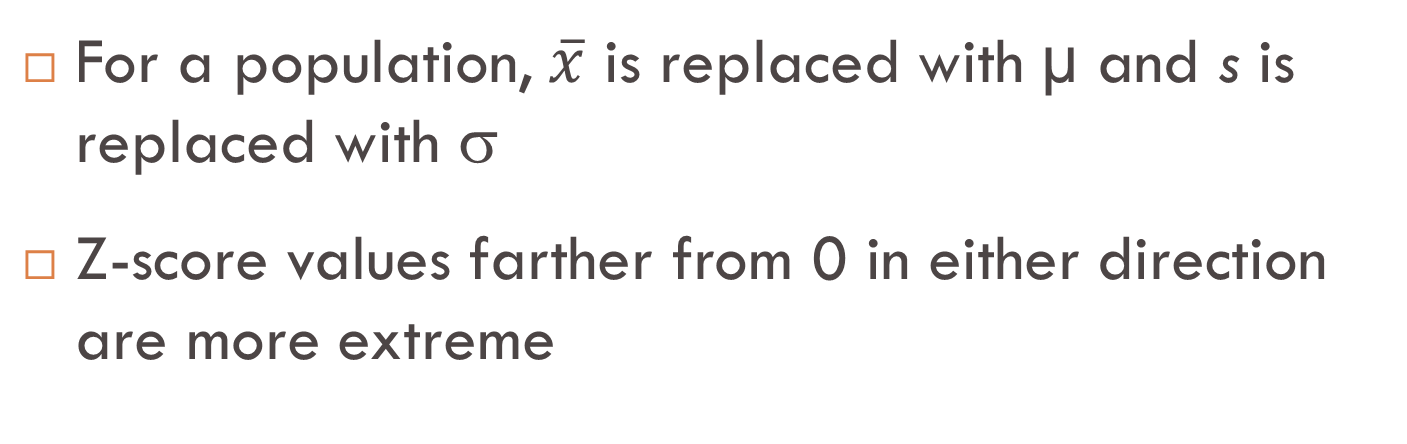 For a population, x̄ is replaced with μ and s is
replaced with σ
Z-score values farther from 0 in either direction
are more extreme